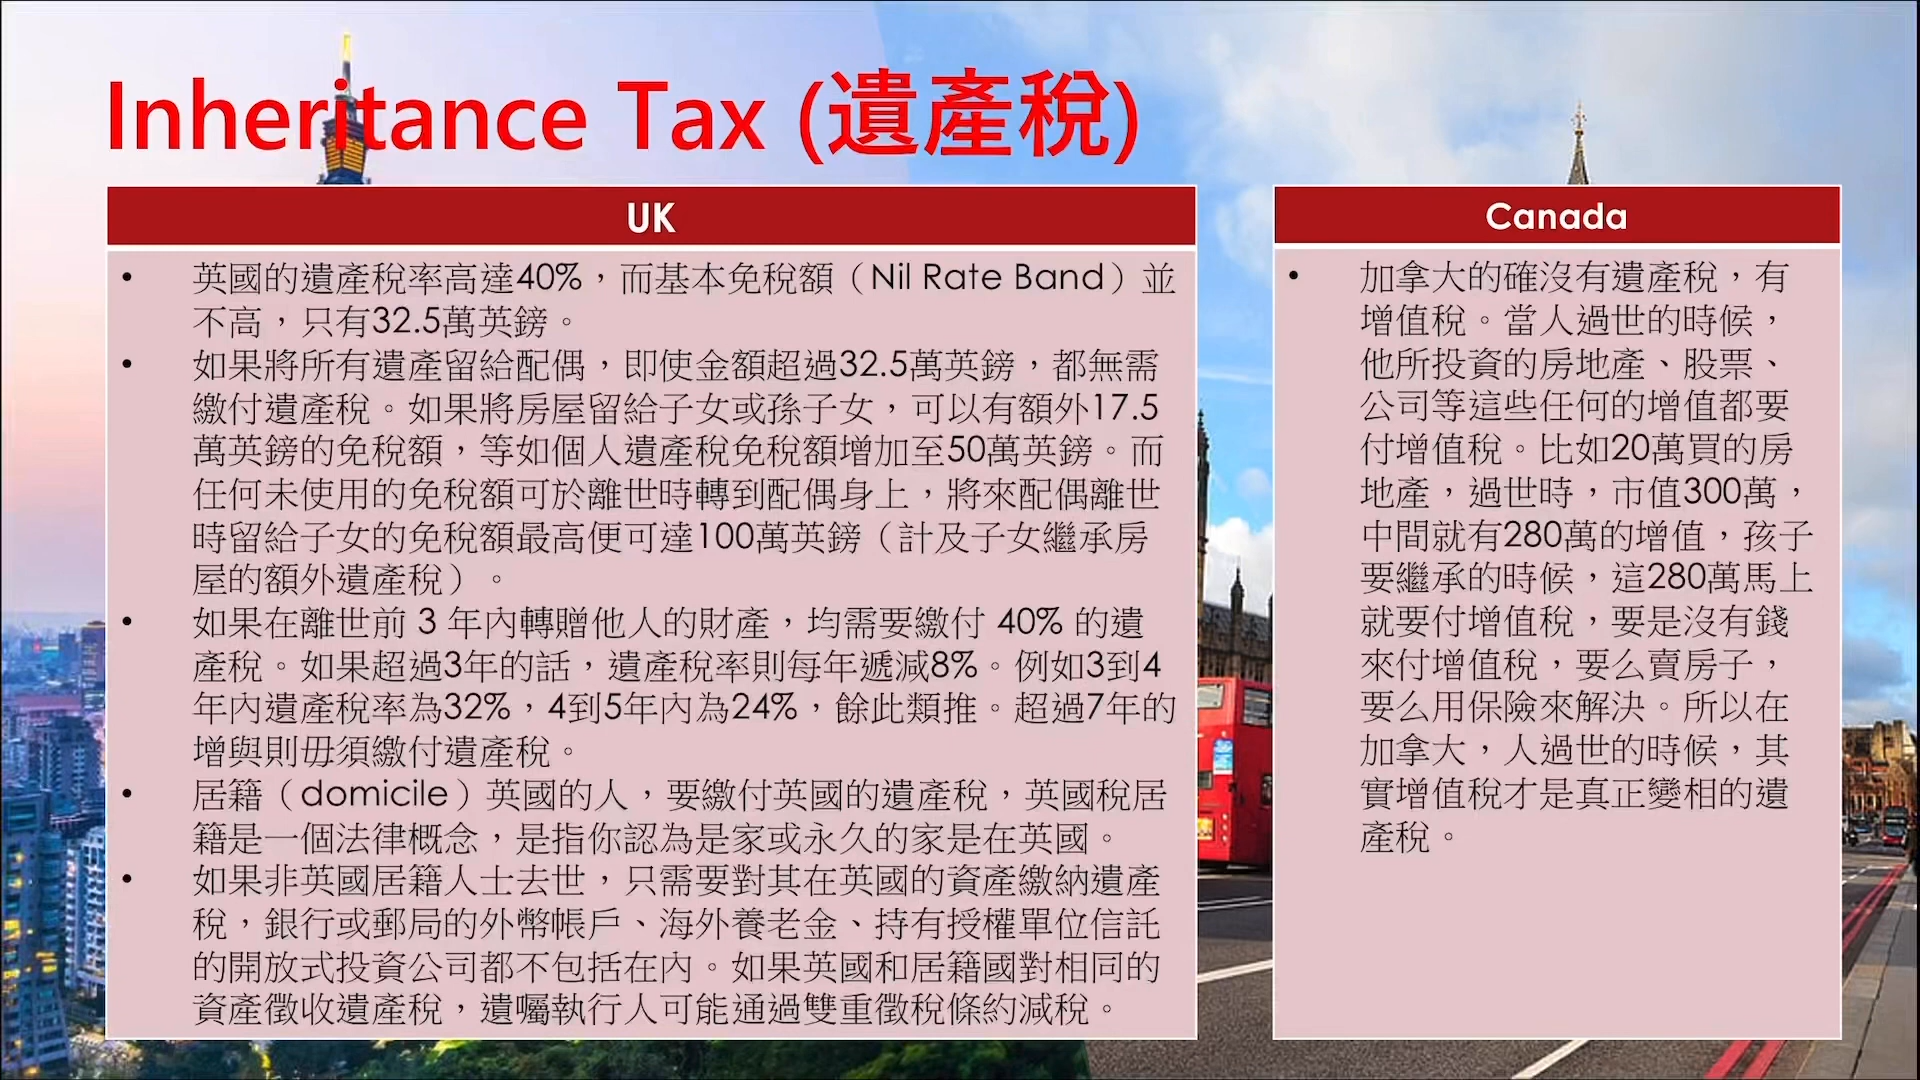 Inheritance Tax (遺產稅)
UK
• 英國的遺產稅率高達40%，而基本免稅額（Nil Rate Band）並
不高，只有32.5萬英鎊。
• 如果將所有遺產留給配偶，即使金額超過32.5萬英鎊，都無需
繳付遺產稅。如果將房屋留給子女或孫子女，可以有額外17.5
萬英鎊的免稅額，等如個人遺產稅免稅額增加至50萬英鎊。而
任何未使用的免稅額可於離世時轉到配偶身上，將來配偶離世
時留給子女的免稅額最高便可達100萬英鎊（計及子女繼承房
屋的額外遺產稅）。
• 如果在離世前 3 年內轉贈他人的財產，均需要繳付 40% 的遺
產稅。如果超過3年的話，遺產稅率則每年遞減8%。例如3到4
年內遺產稅率為32%，4到5年內為24%，餘此類推。超過7年的
增與則毋須繳付遺產稅。
• 居籍（domicile）英國的人，要繳付英國的遺產稅，英國稅居
籍是一個法律概念，是指你認為是家或永久的家是在英國。
• 如果非英國居籍人士去世，只需要對其在英國的資產繳納遺產
稅，銀行或郵局的外幣帳戶、海外養老金、持有授權單位信託
的開放式投資公司都不包括在內。如果英國和居籍國對相同的
資產徵收遺產稅，遺囑執行人可能通過雙重徵稅條約減稅。
Canada
• 加拿大的確沒有遺產稅，有
增值稅。當人過世的時候，
他所投資的房地產、股票、
公司等這些任何的增值都要
付增值稅。比如20萬買的房
地產，過世時，市值300萬，
中間就有280萬的增值，孩子
要繼承的時候，這280萬馬上
就要付增值稅，要是沒有錢
來付增值稅，要么賣房子，
要么用保險來解決。所以在
加拿大，人過世的時候，其
實增值稅才是真正變相的遺
產稅。